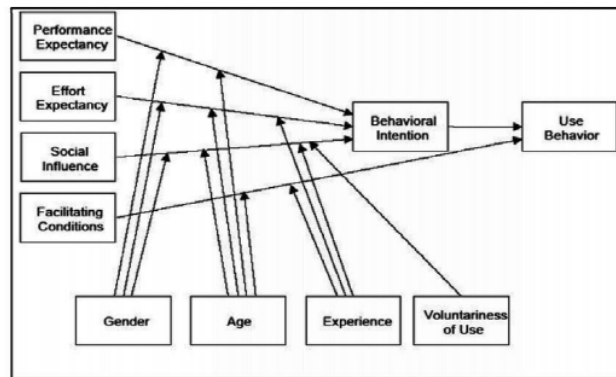 Performance
Expectancy
Effort
Expectancy
Social
Influence
Facilitating
Conditions
Behavioral
Intention
Use
Behavior
Gender
Age
Experience
Voluntariness
of Use